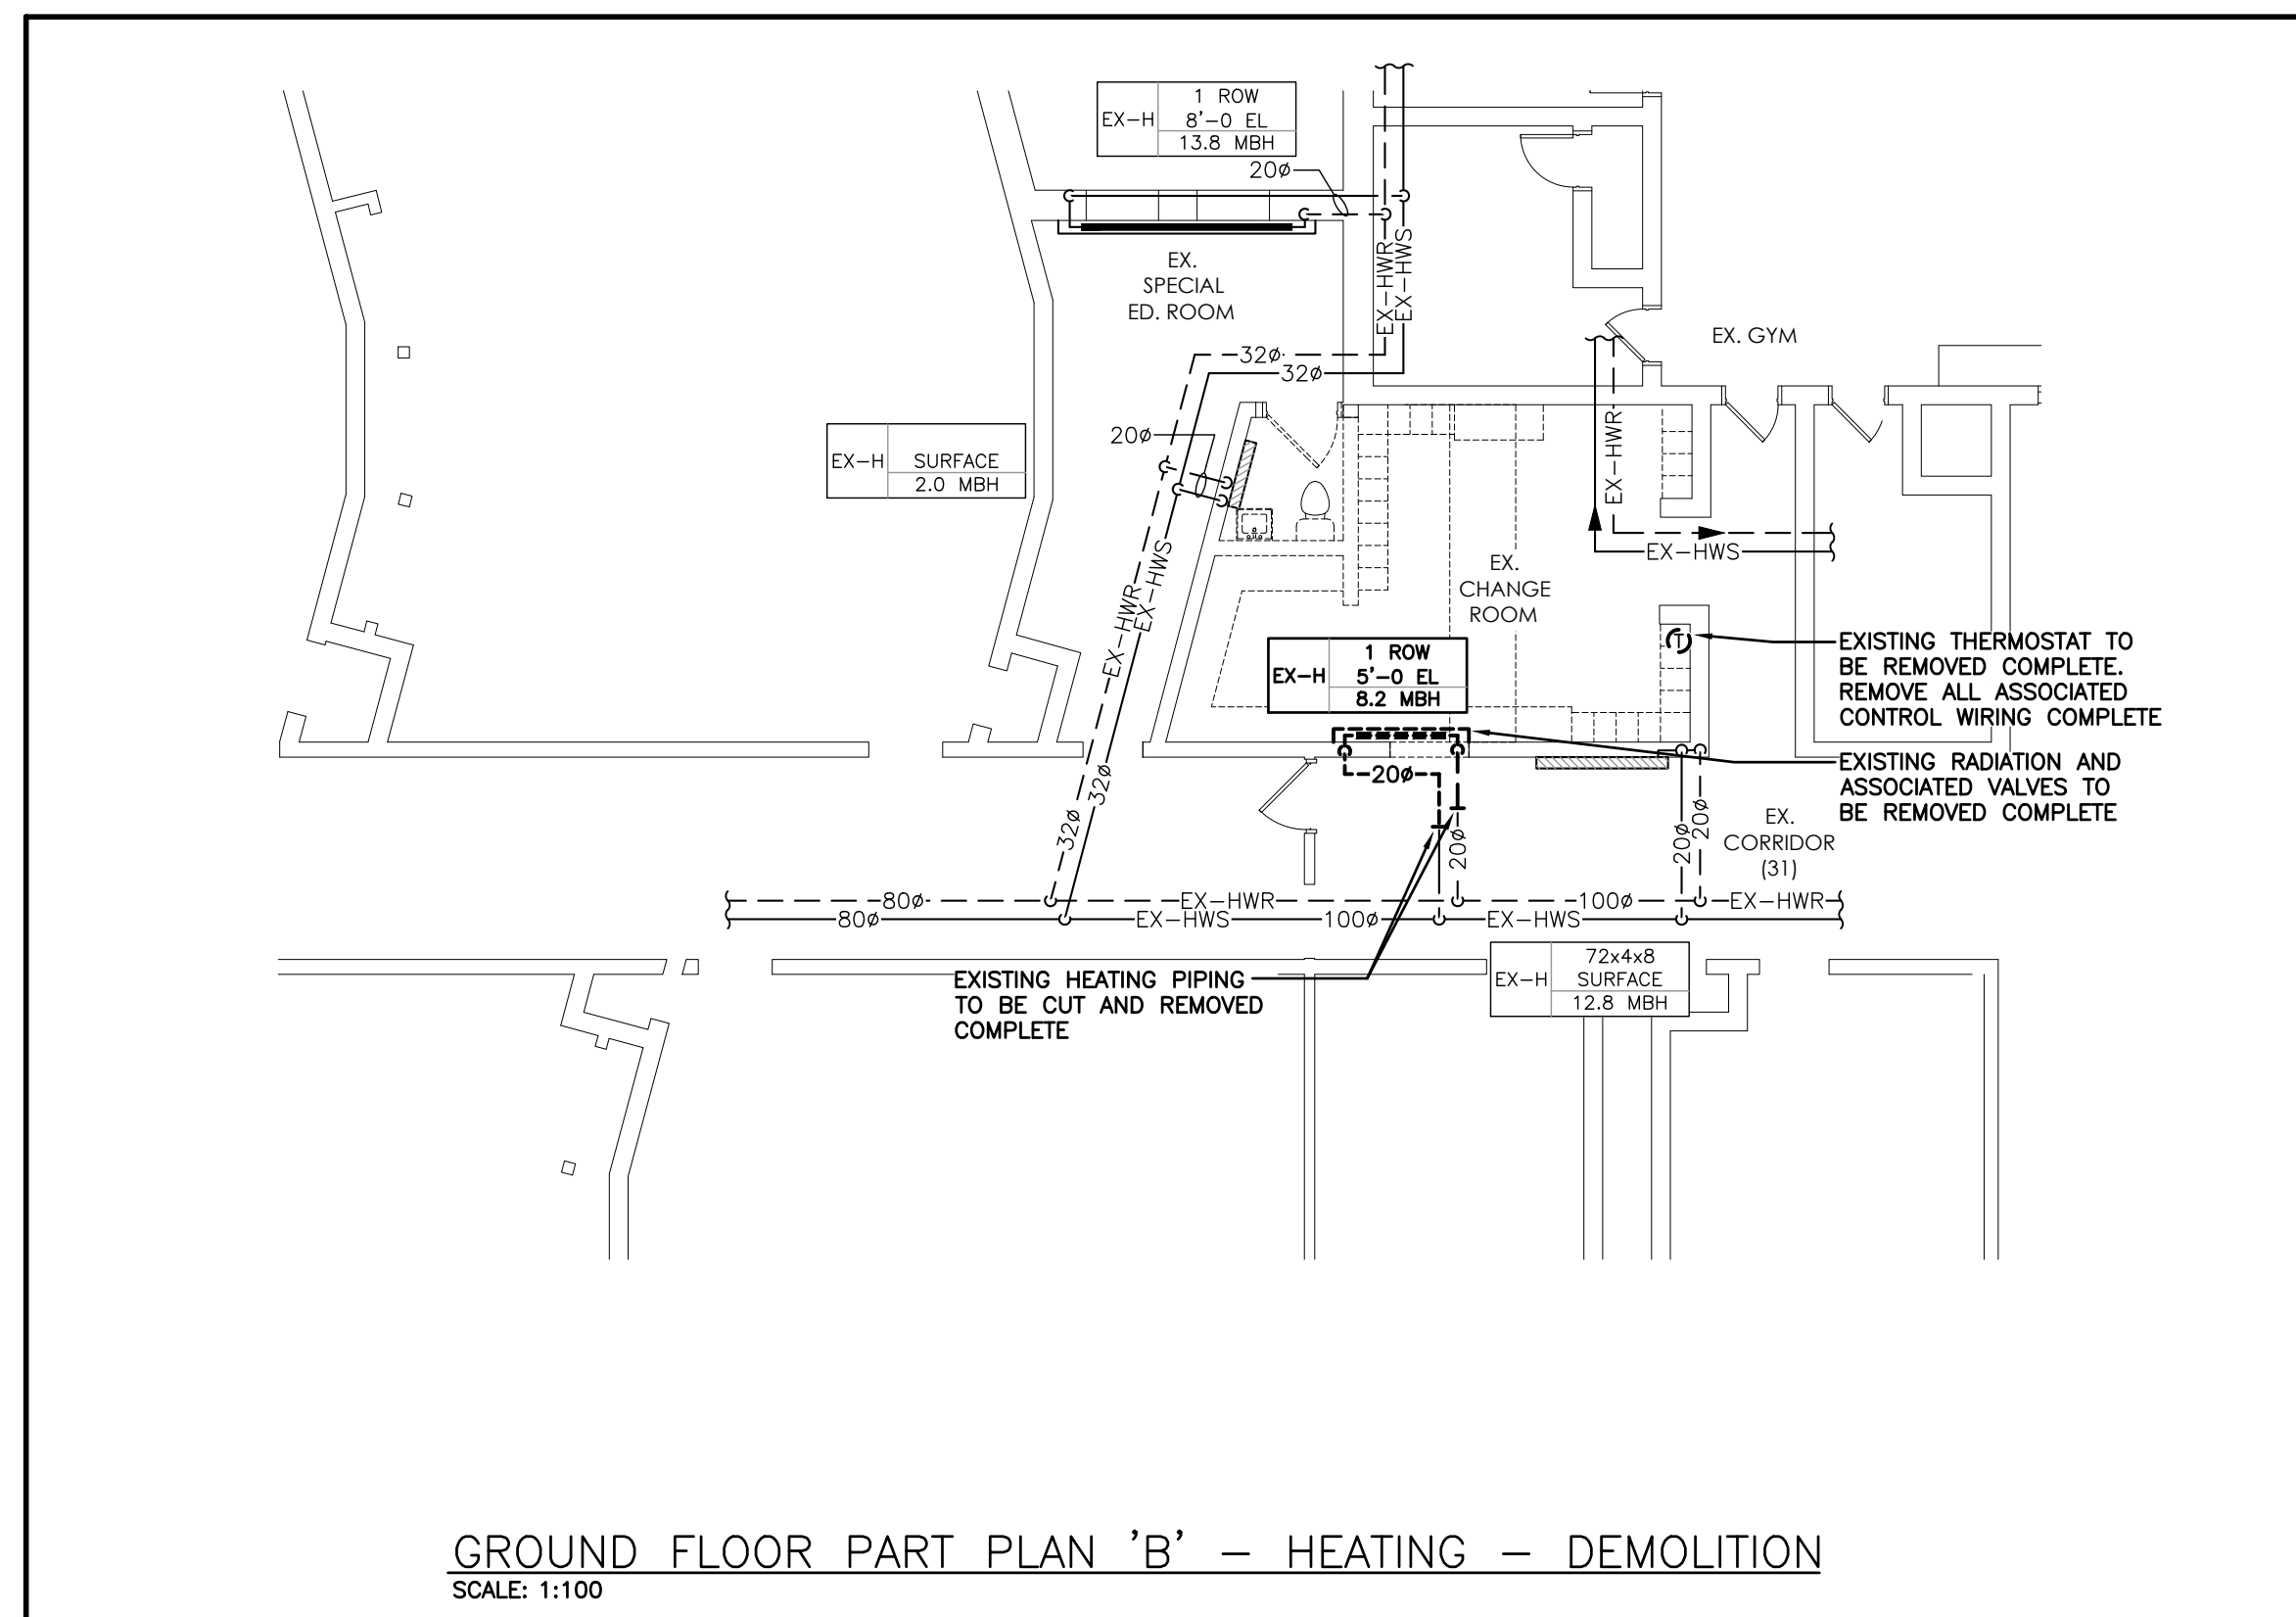 EX-H
1 ROW
8'-0 EL
13.8 MBH
20ø
EX-HWR
EX-HWS
EX.
SPECIAL
ED. ROOM
EX. GYM
32ø
32ø
EX-HWR
20ø
EX-H
SURFACE
2.0 MBH
EX-HWS
EX-HWR
EX-HWS
EX.
CHANGE
ROOM
T
EXISTING THERMOSTAT TO
BE REMOVED COMPLETE.
REMOVE ALL ASSOCIATED
CONTROL WIRING COMPLETE
EX-H
1 ROW
5'-0 EL
8.2 MBH
EXISTING RADIATION AND
ASSOCIATED VALVES TO
BE REMOVED COMPLETE
20ø
32ø
32ø
20ø
20ø
20ø
EX.
CORRIDOR
(31)
80ø
EX-HWR
100ø
EX-HWR
80ø
EX-HWS
100ø
EX-HWS
EXISTING HEATING PIPING
TO BE CUT AND REMOVED
COMPLETE
EX-H
72x4x8
SURFACE
12.8 MBH
GROUND FLOOR PART PLAN 'B' - HEATING - DEMOLITION
SCALE: 1:100